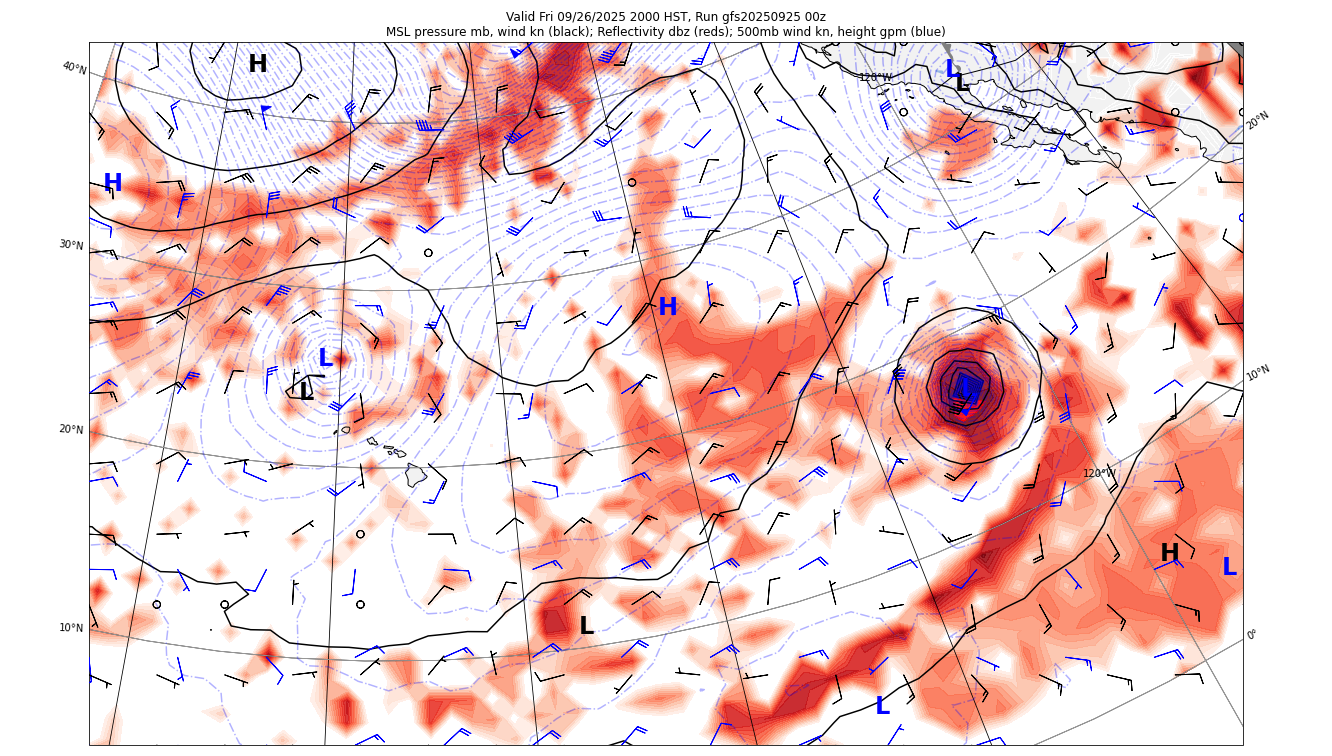 Valid Fri 09/26/2025 2000 HST, Run gfs20250925 00z
MSL pressure mb, wind kn (black); Reflectivity dbz (reds); 500mb wind kn, height gpm (blue)
H
L
40°N
120°W
L
20°N
H
30°N
H
L
10°N
L
L
20°N
120°W
H
L
10°N
L
0°
L